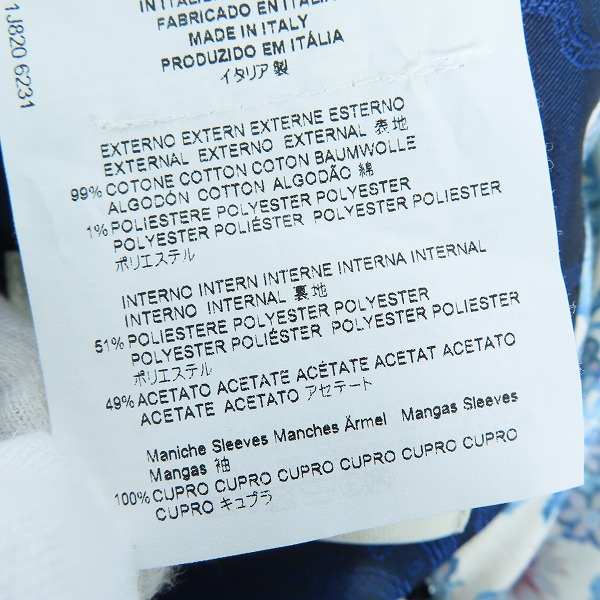 FABRICADO EN ITALIA
MADE IN ITALY
PRODUZIDO EM ITÁLIA
イタリア製
1J820 6231
EXTERNO EXTERN EXTERNE ESTERNO
EXTERNAL EXTERNO EXTERNAL 表地
99% COTONE COTTON COTON BAUMWOLLE
ALGODÓN COTTON ALGODÃO 綿
1% POLIESTERE POLYESTER POLYESTER
POLYESTER POLIÉSTER POLYESTER POLIESTER
ポリエステル
INTERNO INTERN INTERNE INTERNA INTERNAL
INTERNO INTERNAL 裏地
51% POLIESTERE POLYESTER POLYESTER
POLYESTER POLIÉSTER POLYESTER POLIESTER
ポリエステル
49% ACETATO ACETATE ACÉTATE ACETAT ACETATO
ACETATE ACETATO アセテート
Maniche Sleeves Manches Ärmel Mangas Sleeves
Mangas 袖
100% CUPRO CUPRO CUPRO CUPRO CUPRO CUPRO
CUPRO キュプラ